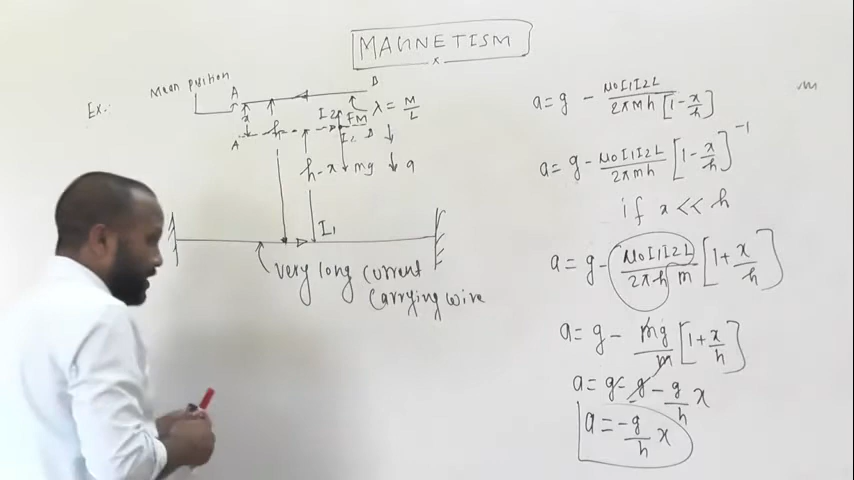 MAGNETISM
Ex:.
Mean position
A
B
x
h
I2
FM
λ = M/L
A'
I2
B
h-x
mg
a
I1
very long current
carrying wire
a = g - μ0I1I2L/2πmh[1-x/h]
a = g - μ0I1I2L/2πmh [1-x/h]^-1
if x << h
a = g - μ0I1I2L/2πh m [1+x/h]
a = g - mg/m [1+x/h]
a = g - g - g/h x
a = -g/h x